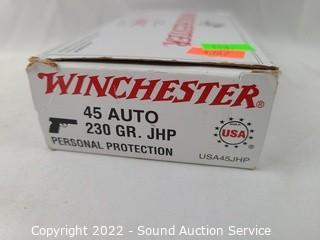 WINCHESTER®
45 AUTO
230 GR. JHP
PERSONAL PROTECTION
USA
USA45JHP
Copyright 2022 - Sound Auction Service